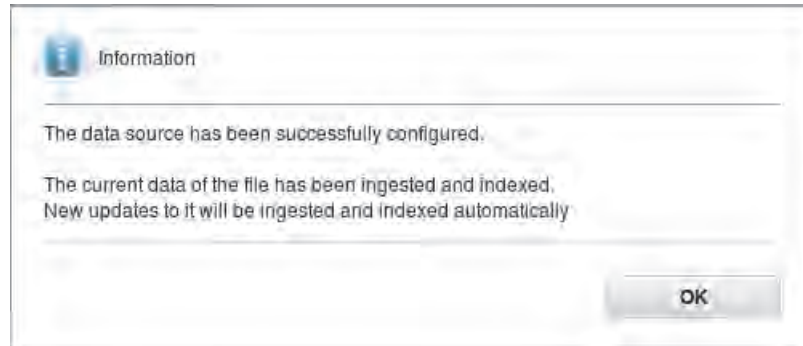 Information
The data source has been successfully configured.
The current data of the file has been ingested and indexed.
New updates to it will be ingested and indexed automatically
OK